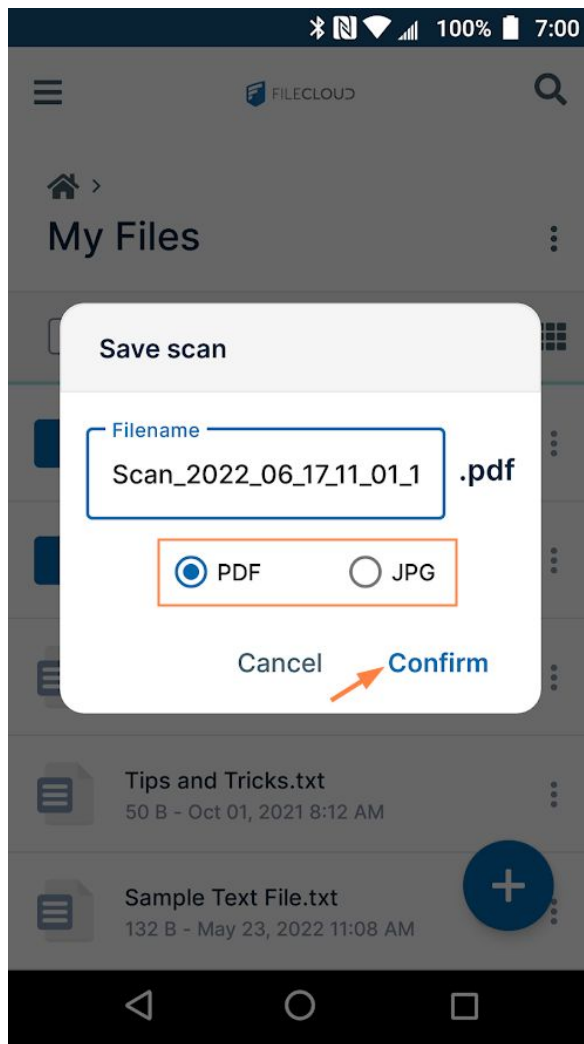 100% 7:00
FILECLOUD
My Files
Save scan
Filename
Scan_2022_06_17_11_01_1 .pdf
PDF JPG
Cancel Confirm
Tips and Tricks.txt
50 B - Oct 01, 2021 8:12 AM
Sample Text File.txt
132 B - May 23, 2022 11:08 AM